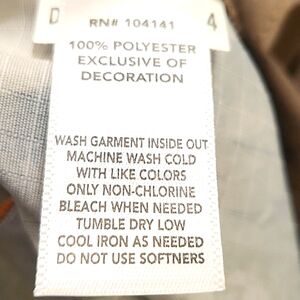 D 4
RN# 104141
100% POLYESTER
EXCLUSIVE OF
DECORATION
WASH GARMENT INSIDE OUT
MACHINE WASH COLD
WITH LIKE COLORS
ONLY NON-CHLORINE
BLEACH WHEN NEEDED
TUMBLE DRY LOW
COOL IRON AS NEEDED
DO NOT USE SOFTNERS